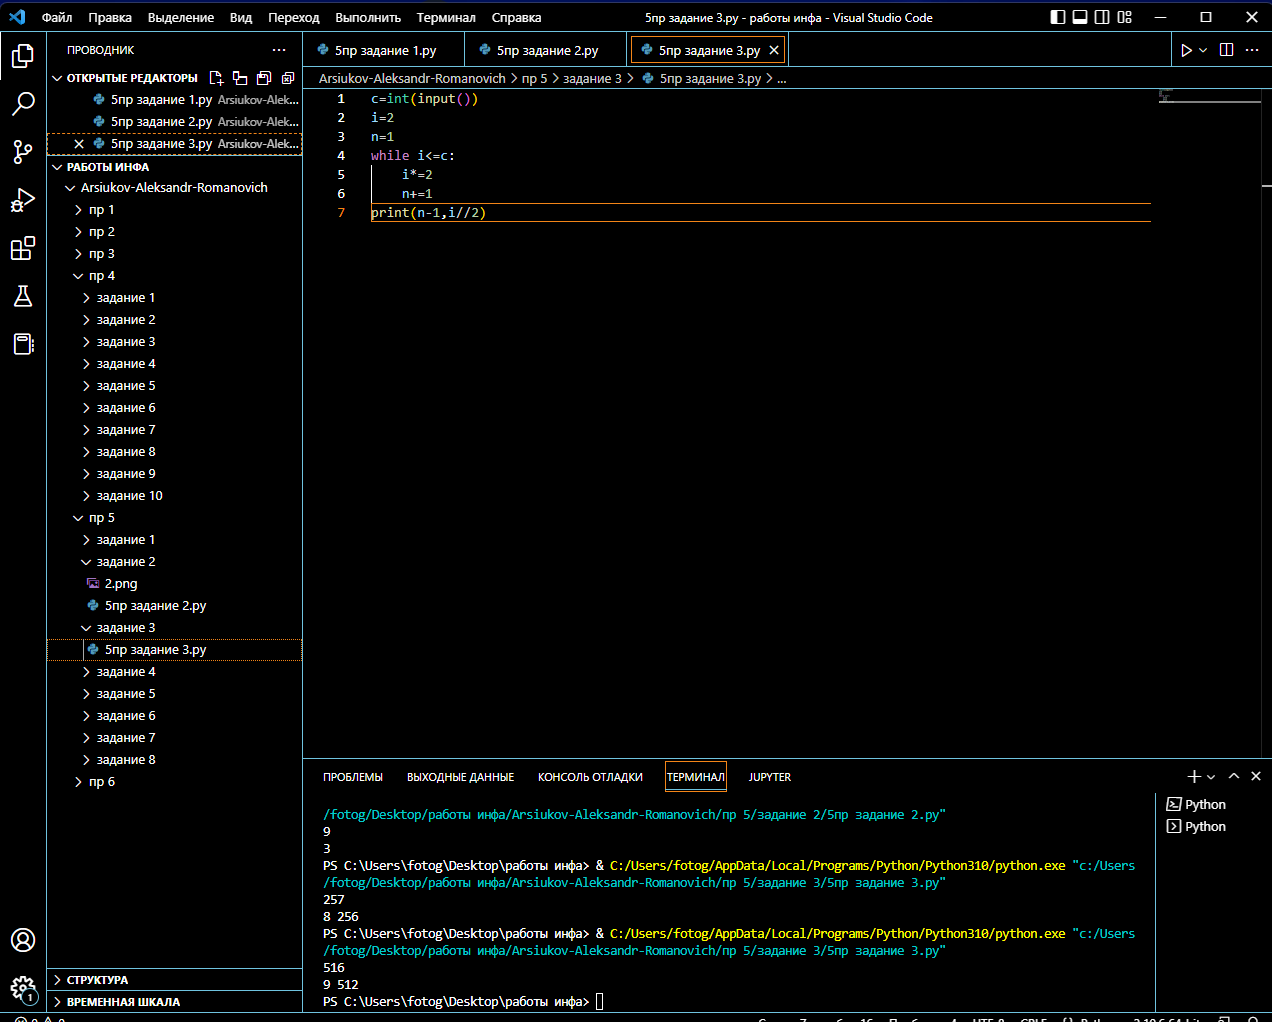 Файл Правка Выделение Вид Переход Выполнить Терминал Справка 5пр задание 3.py - работы инфа - Visual Studio Code
ПРОВОДНИК
5пр задание 1.py 5пр задание 2.py 5пр задание 3.py
ОТКРЫТЫЕ РЕДАКТОРЫ
5пр задание 1.py Arsiukov-Alek...
5пр задание 2.py Arsiukov-Alek...
5пр задание 3.py Arsiukov-Alek...
РАБОТЫ ИНФА
Arsiukov-Aleksandr-Romanovich
пр 1
пр 2
пр 3
пр 4
задание 1
задание 2
задание 3
задание 4
задание 5
задание 6
задание 7
задание 8
задание 9
задание 10
пр 5
задание 1
задание 2
2.png
5пр задание 2.py
задание 3
5пр задание 3.py
задание 4
задание 5
задание 6
задание 7
задание 8
пр 6
СТРУКТУРА
ВРЕМЕННАЯ ШКАЛА
1
Arsiukov-Aleksandr-Romanovich > пр 5 > задание 3 > 5пр задание 3.py > ...
1 c=int(input())
2 i=2
3 n=1
4 while i<=c:
5 i*=2
6 n+=1
7 print(n-1,i//2)
ПРОБЛЕМЫ ВЫХОДНЫЕ ДАННЫЕ КОНСОЛЬ ОТЛАДКИ ТЕРМИНАЛ JUPYTER
/fotog/Desktop/работы инфа/Arsiukov-Aleksandr-Romanovich/пр 5/задание 2/5пр задание 2.py"
9
3
PS C:\Users\fotog\Desktop\работы инфа> & C:/Users/fotog/AppData/Local/Programs/Python/Python310/python.exe "c:/Users
/fotog/Desktop/работы инфа/Arsiukov-Aleksandr-Romanovich/пр 5/задание 3/5пр задание 3.py"
257
8 256
PS C:\Users\fotog\Desktop\работы инфа> & C:/Users/fotog/AppData/Local/Programs/Python/Python310/python.exe "c:/Users
/fotog/Desktop/работы инфа/Arsiukov-Aleksandr-Romanovich/пр 5/задание 3/5пр задание 3.py"
516
9 512
PS C:\Users\fotog\Desktop\работы инфа>
Python
Python